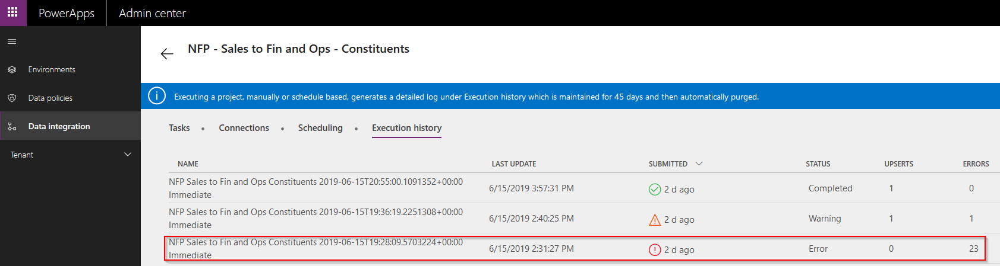 PowerApps Admin center
NFP - Sales to Fin and Ops - Constituents
Environments
Data policies
Data integration
Tenant
Executing a project, manually or schedule based, generates a detailed log under Execution history which is maintained for 45 days and then automatically purged.
Tasks • Connections • Scheduling • Execution history
NAME LAST UPDATE SUBMITTED STATUS UPSERTS ERRORS
NFP Sales to Fin and Ops Constituents 2019-06-15T20:55:00.1091352+00:00
Immediate
6/15/2019 3:57:31 PM 2 d ago Completed 1 0
NFP Sales to Fin and Ops Constituents 2019-06-15T19:36:19.2251308+00:00
Immediate
6/15/2019 2:40:25 PM 2 d ago Warning 1 1
NFP Sales to Fin and Ops Constituents 2019-06-15T19:28:09.5703224+00:00
Immediate
6/15/2019 2:31:27 PM 2 d ago Error 0 23